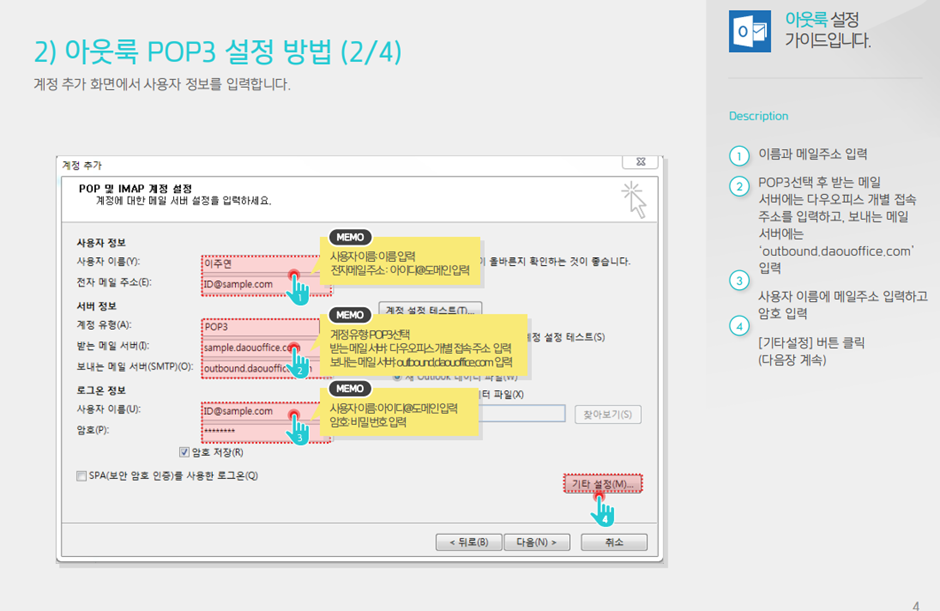 2) 아웃룩 POP3 설정 방법 (2/4)
계정 추가 화면에서 사용자 정보를 입력합니다.
계정 추가
POP 및 IMAP 계정 설정
계정에 대한 메일 서버 설정을 입력하세요.
사용자 정보
사용자 이름(Y):
이주연
전자 메일 주소(E):
ID@sample.com
1
MEMO
사용자 이름: 이름 입력
전자메일 주소 : 아이디@도메인 입력
올바른지 확인하는 것이 좋습니다.
서버 정보
계정 설정 테스트(T)...
계정 유형(A):
POP3
받는 메일 서버(I):
sample.daouoffice.co
보내는 메일 서버(SMTP)(O):
outbound.daouoffic
2
MEMO
계정 유형: POP3선택
받는 메일 서버: 다우오피스 개별 접속 주소 입력
보내는 메일 서버: outbound.daouoffice.com 입력
설정 테스트(S)
새 Outlook 데이터 파일(W)
파일(X)
찾아보기(S)
로그온 정보
사용자 이름(U):
ID@sample.com
암호(P):
********
3
MEMO
사용자 이름: 아이디@도메인 입력
암호: 비밀번호 입력
암호 저장(R)
SPA(보안 암호 인증)를 사용한 로그온(Q)
기타 설정(M)...
4
< 뒤로(B)
다음(N) >
취소
아웃룩 설정
가이드입니다.
Description
1 이름과 메일주소 입력
2 POP3선택 후 받는 메일
서버에는 다우오피스 개별 접속
주소를 입력하고, 보내는 메일
서버에는
‘outbound.daouoffice.com’
입력
3 사용자 이름에 메일주소 입력하고
암호 입력
4 [기타설정] 버튼 클릭
(다음장 계속)
4